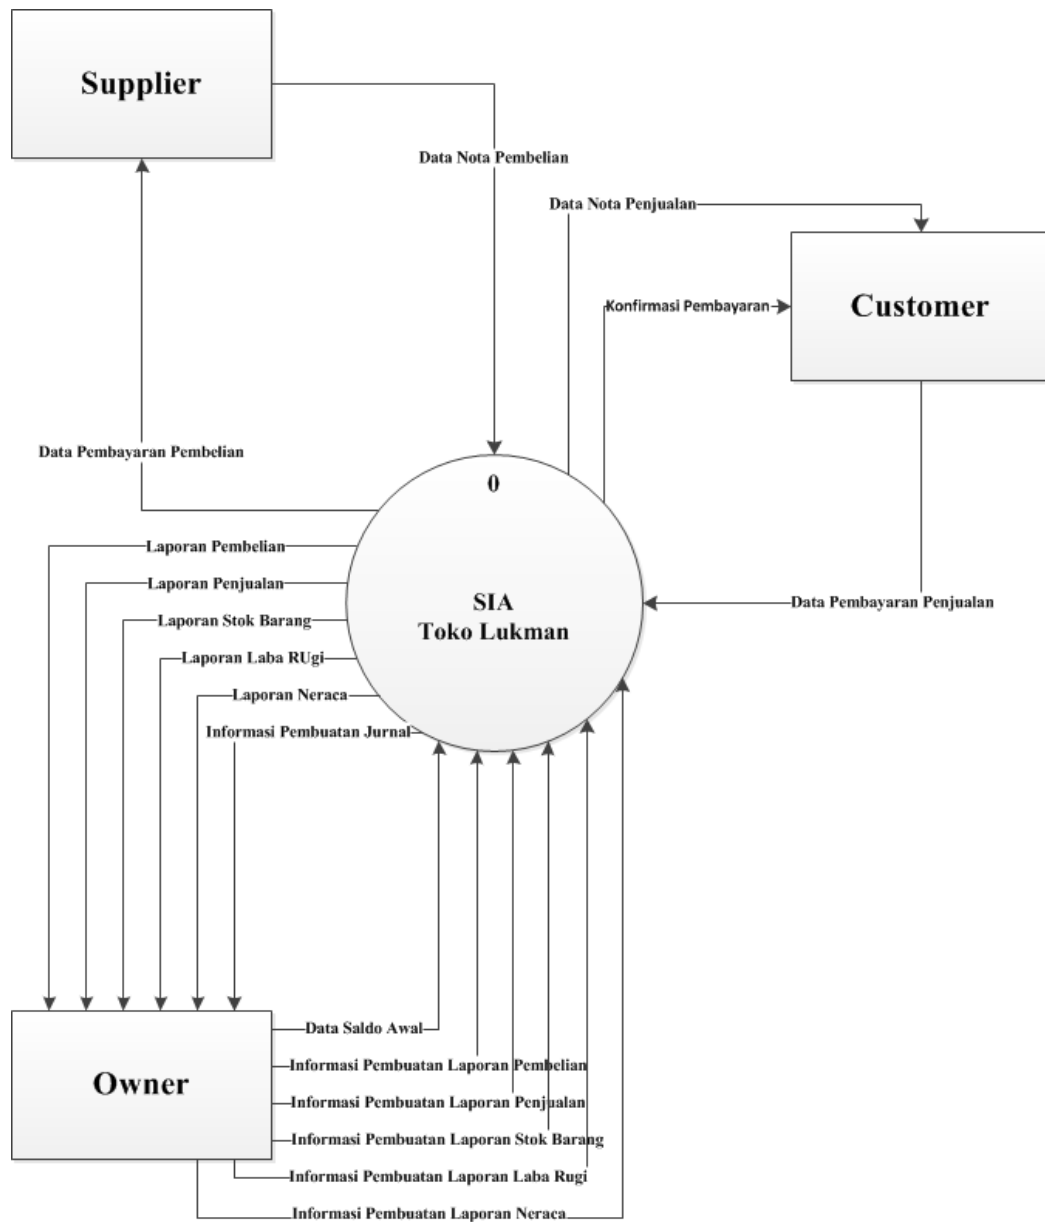 Supplier
Data Nota Pembelian
Data Nota Penjualan
Customer
Konfirmasi Pembayaran
Data Pembayaran Pembelian
0
SIA
Toko Lukman
Data Pembayaran Penjualan
Laporan Pembelian
Laporan Penjualan
Laporan Stok Barang
Laporan Laba RUgi
Laporan Neraca
Informasi Pembuatan Jurnal
Owner
Data Saldo Awal
Informasi Pembuatan Laporan Pembelian
Informasi Pembuatan Laporan Penjualan
Informasi Pembuatan Laporan Stok Barang
Informasi Pembuatan Laporan Laba Rugi
Informasi Pembuatan Laporan Neraca